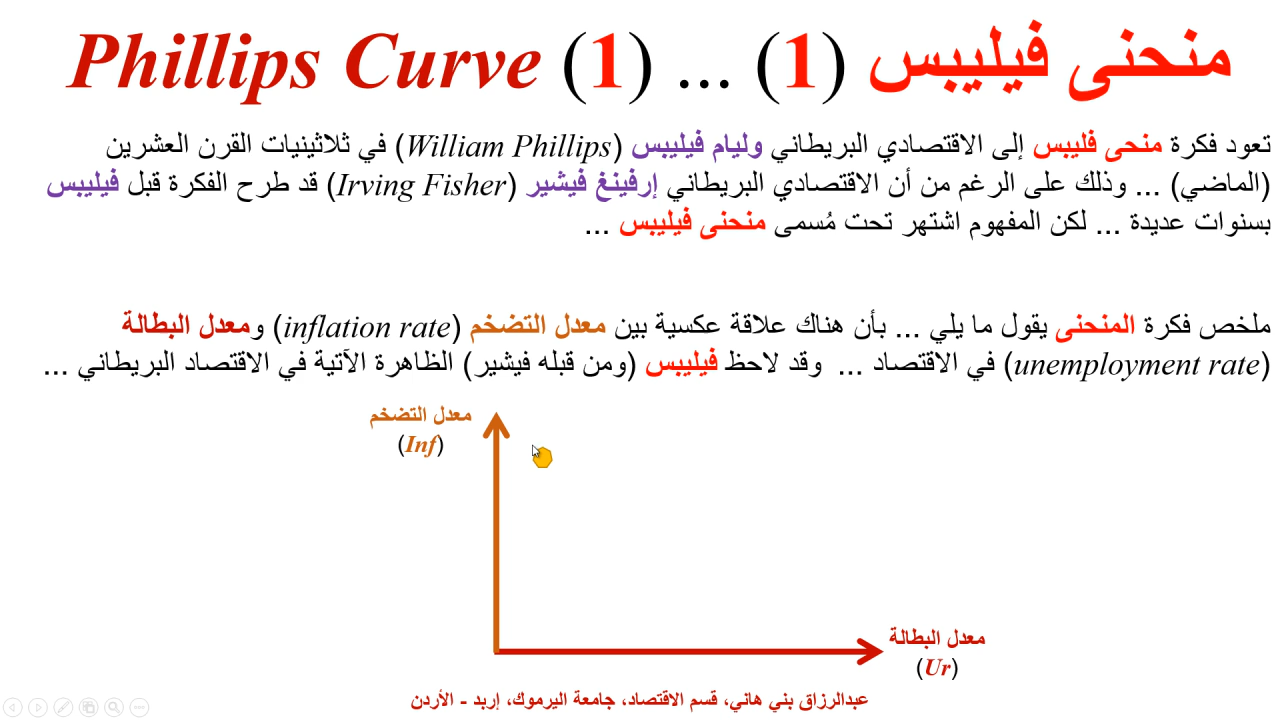 منحنى فيليبس (1) ... (1) Phillips Curve
تعود فكرة منحى فليبس إلى الاقتصادي البريطاني وليام فيليبس (William Phillips) في ثلاثينيات القرن العشرين
(الماضي) ... وذلك على الرغم من أن الاقتصادي البريطاني إرفينغ فيشير (Irving Fisher) قد طرح الفكرة قبل فيليبس
بسنوات عديدة ... لكن المفهوم اشتهر تحت مُسمى منحنى فيليبس ...
ملخص فكرة المنحنى يقول ما يلي ... بأن هناك علاقة عكسية بين معدل التضخم (inflation rate) ومعدل البطالة
(unemployment rate) في الاقتصاد ... وقد لاحظ فيليبس (ومن قبله فيشير) الظاهرة الآتية في الاقتصاد البريطاني ...
معدل التضخم
(Inf)
معدل البطالة
(Ur)
عبدالرزاق بني هاني، قسم الاقتصاد، جامعة اليرموك، إربد - الأردن